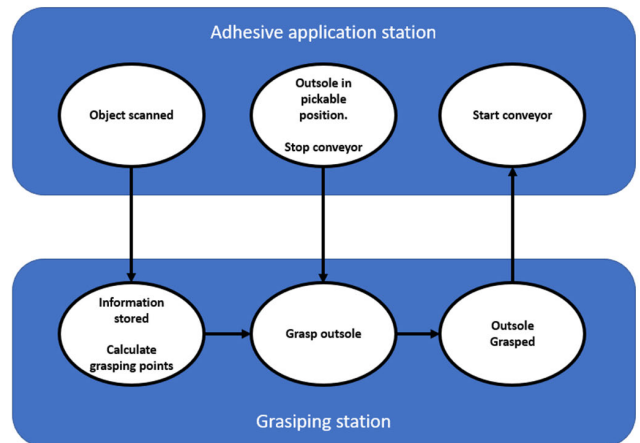 Adhesive application station
Object scanned
Outsole in
pickable
position.
Stop conveyor
Start conveyor
Information
stored
Calculate
grasping points
Grasp outsole
Outsole
Grasped
Grasiping station